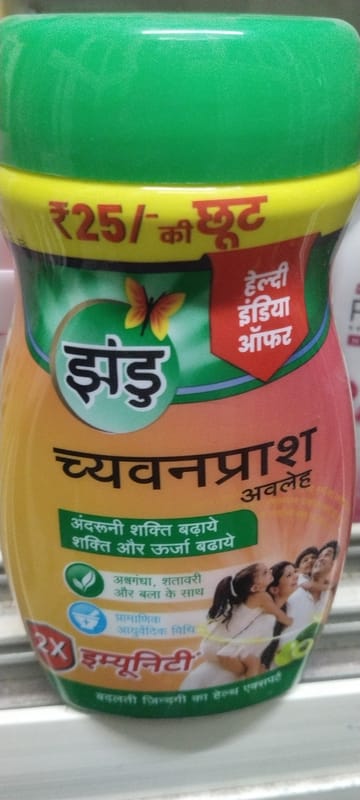 ₹25/- की छूट
हेल्दी
इंडिया
ऑफर
झंडु
च्यवनप्राश
अवलेह
अंदरूनी शक्ति बढ़ाये
शक्ति और ऊर्जा बढाये
अश्वगंधा, शतावरी
और बला के साथ
प्रामाणिक
आयुर्वेदिक विधि
2X इम्यूनिटी
बदलती ज़िन्दगी का हेल्थ एक्सपर्ट